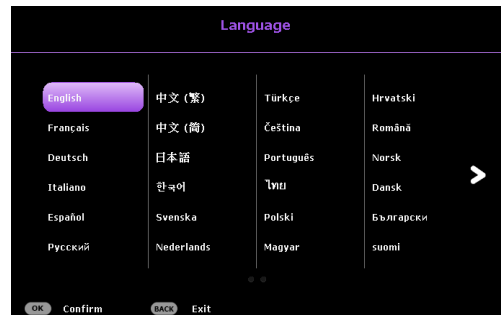 Language
English
Français
Deutsch
Italiano
Español
Русский
中文 (繁)
中文 (简)
日本語
한국어
Svenska
Nederlands
Türkçe
Čeština
Português
ไทย
Polski
Magyar
Hrvatski
Română
Norsk
Dansk
Български
suomi
OK Confirm
BACK Exit